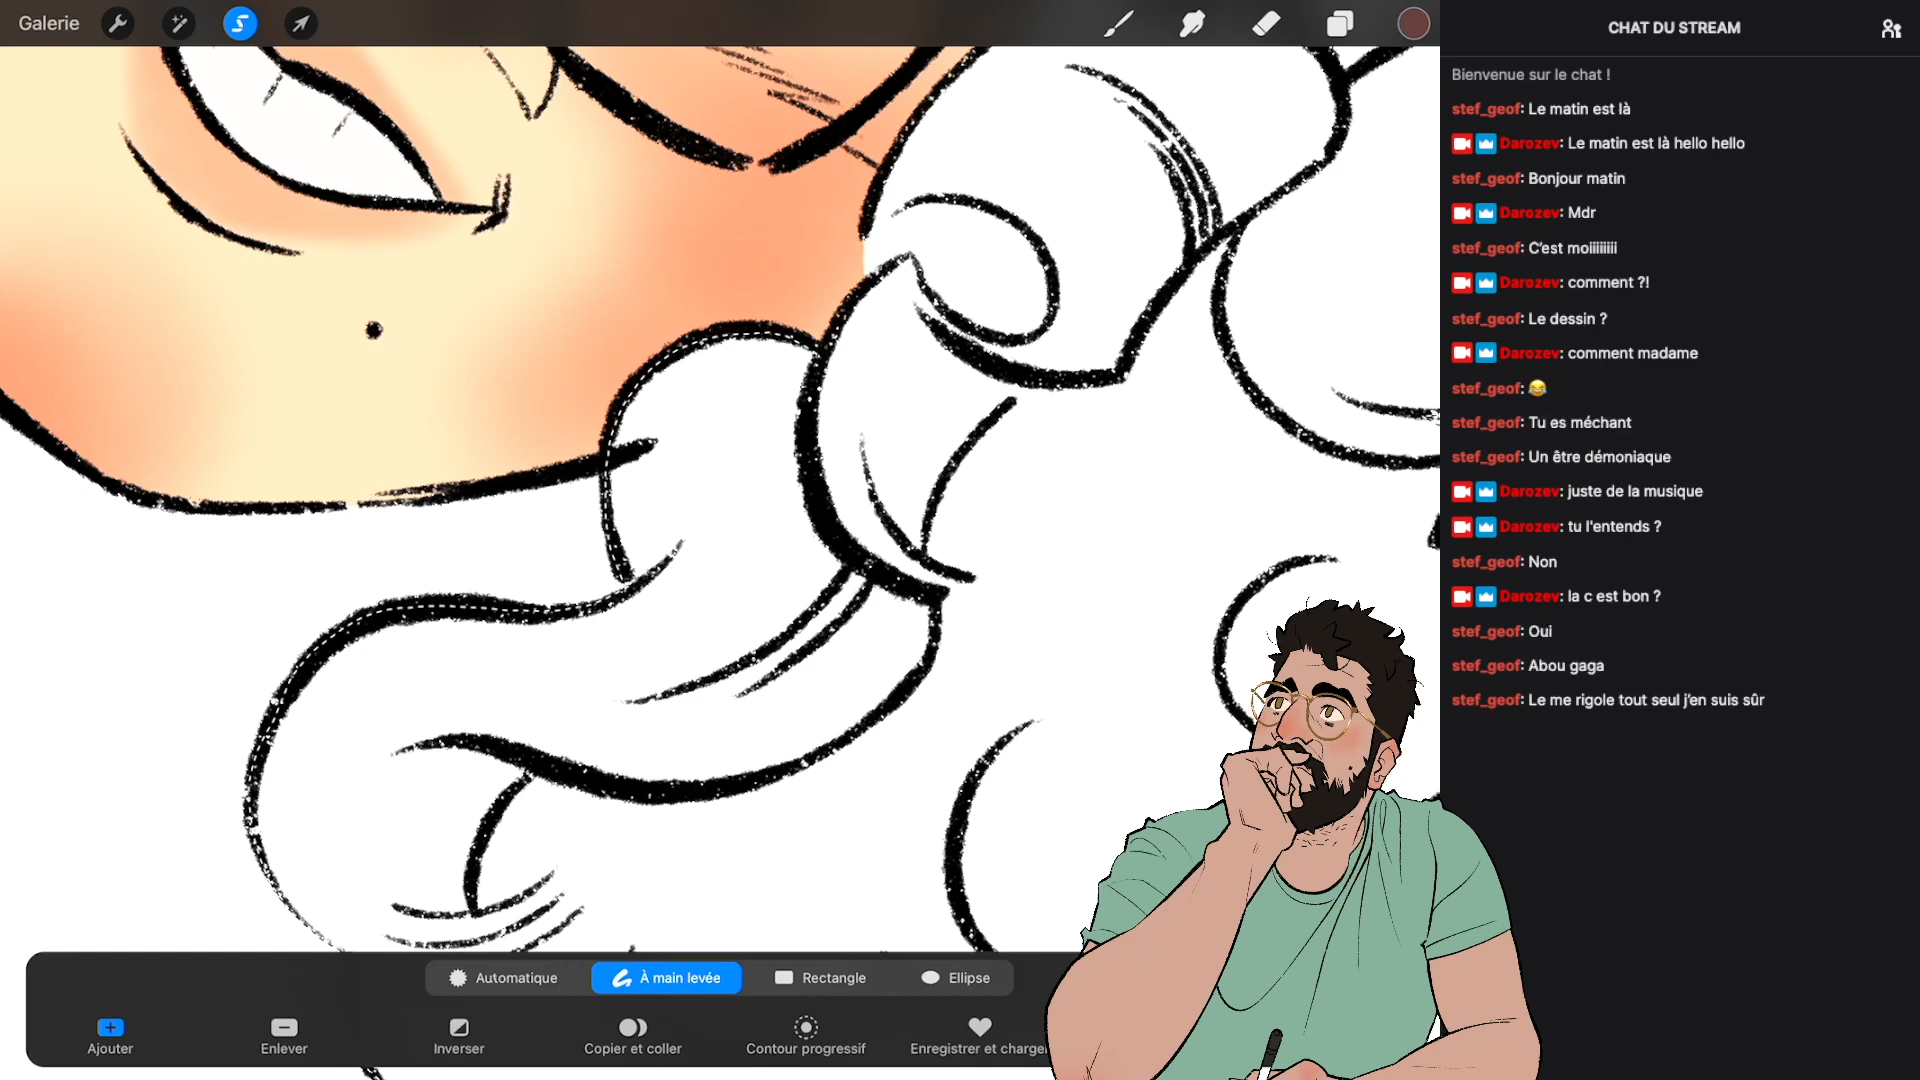 Galerie
CHAT DU STREAM
Bienvenue sur le chat !
stef_geof: Le matin est là
Darozev: Le matin est là hello hello
stef_geof: Bonjour matin
Darozev: Mdr
stef_geof: C'est moiiiiiiiii
Darozev: comment ?!
stef_geof: Le dessin ?
Darozev: comment madame
stef_geof: 😂
stef_geof: Tu es méchant
stef_geof: Un être démoniaque
Darozev: juste de la musique
Darozev: tu l'entends ?
stef_geof: Non
Darozev: la c est bon ?
stef_geof: Oui
stef_geof: Abou gaga
stef_geof: Le me rigole tout seul j'en suis sûr
Automatique
À main levée
Rectangle
Ellipse
Ajouter
Enlever
Inverser
Copier et coller
Contour progressif
Enregistrer et charger